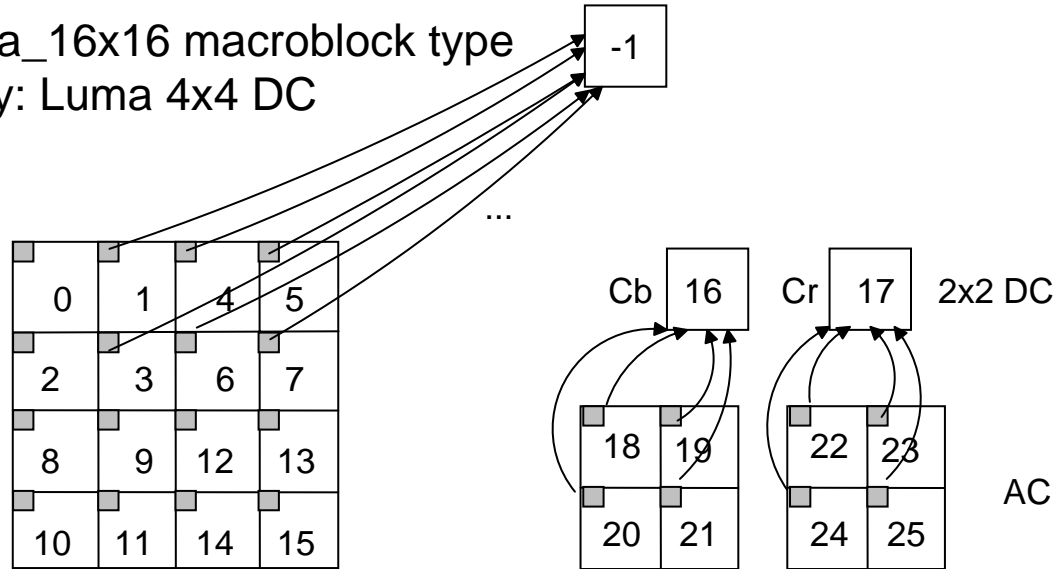 a_16x16 macroblock type
y: Luma 4x4 DC
-1
...
0 1 4 5
2 3 6 7
8 9 12 13
10 11 14 15
Cb 16 Cr 17 2x2 DC
18 19 22 23
AC
20 21 24 25